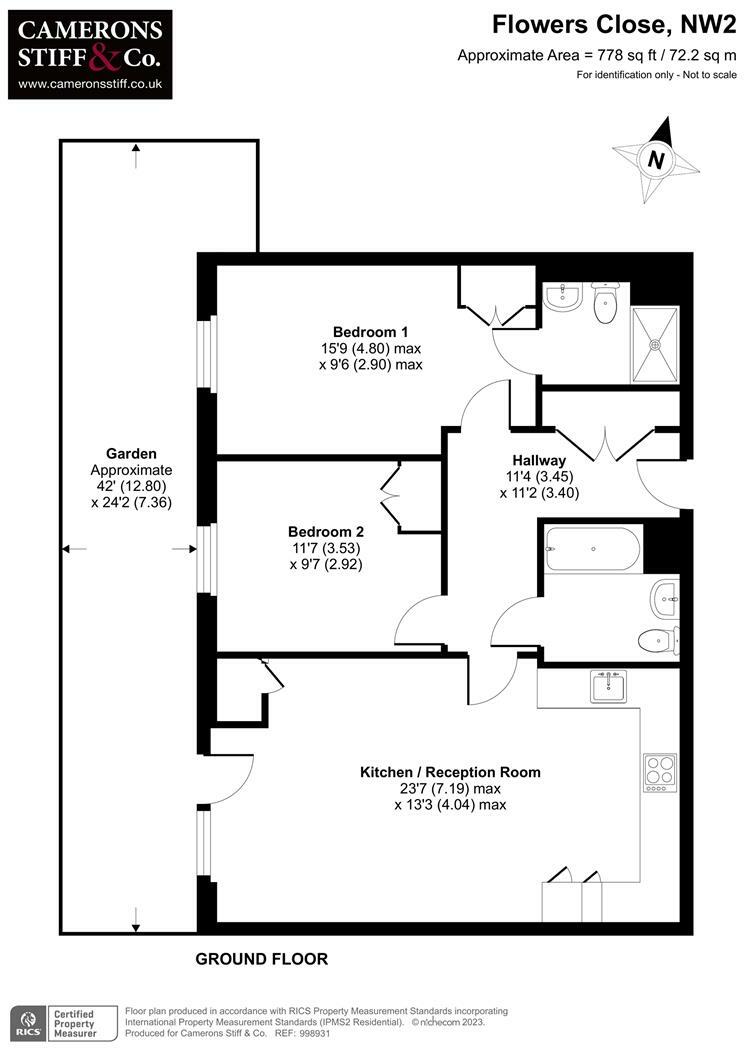 CAMERONS
STIFF & Co.
www.cameronsstiff.co.uk
Flowers Close, NW2
Approximate Area = 778 sq ft / 72.2 sq m
For identification only - Not to scale
N
Bedroom 1
15'9 (4.80) max
x 9'6 (2.90) max
Garden
Approximate
42' (12.80)
x 24'2 (7.36)
Hallway
11'4 (3.45)
x 11'2 (3.40)
Bedroom 2
11'7 (3.53)
x 9'7 (2.92)
Kitchen / Reception Room
23'7 (7.19) max
x 13'3 (4.04) max
GROUND FLOOR
RICS
Certified
Property
Measurer
Floor plan produced in accordance with RICS Property Measurement Standards incorporating
International Property Measurement Standards (IPMS2 Residential). © nichecom 2023.
Produced for Camerons Stiff & Co. REF: 998931